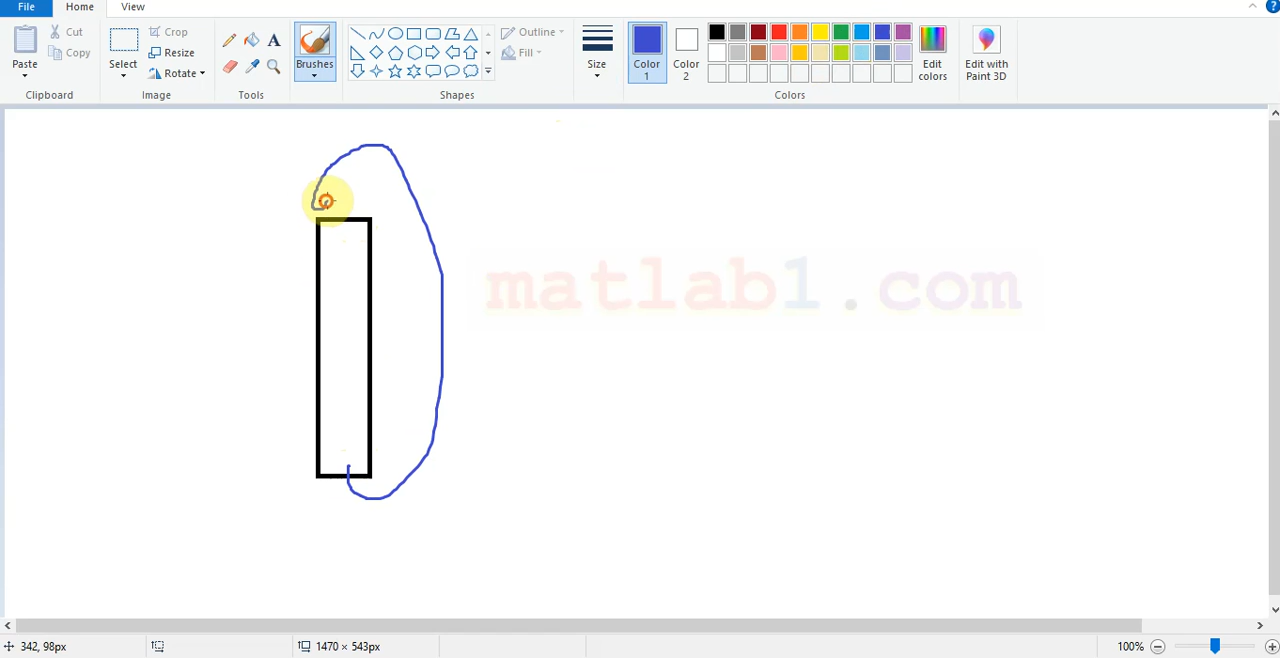 File Home View
Cut Crop Outline Edit colors
Copy Resize Fill Edit with Paint 3D
Paste Select Rotate Brushes Size Color 1 Color 2
Clipboard Image Tools A Shapes Colors
matlab1.com
342, 98px 1470 × 543px 100%